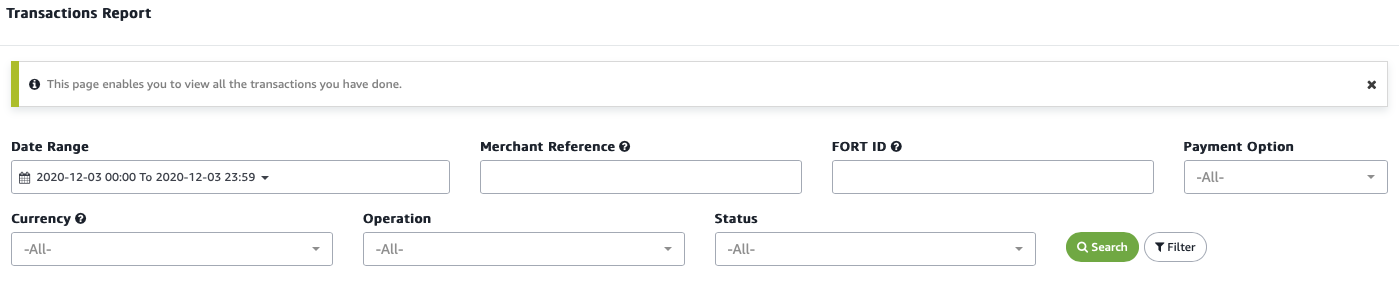 Transactions Report
This page enables you to view all the transactions you have done.
Date Range
Merchant Reference
FORT ID
Payment Option
2020-12-03 00:00 To 2020-12-03 23:59
-All-
Currency
Operation
Status
-All-
-All-
-All-
Search
Filter